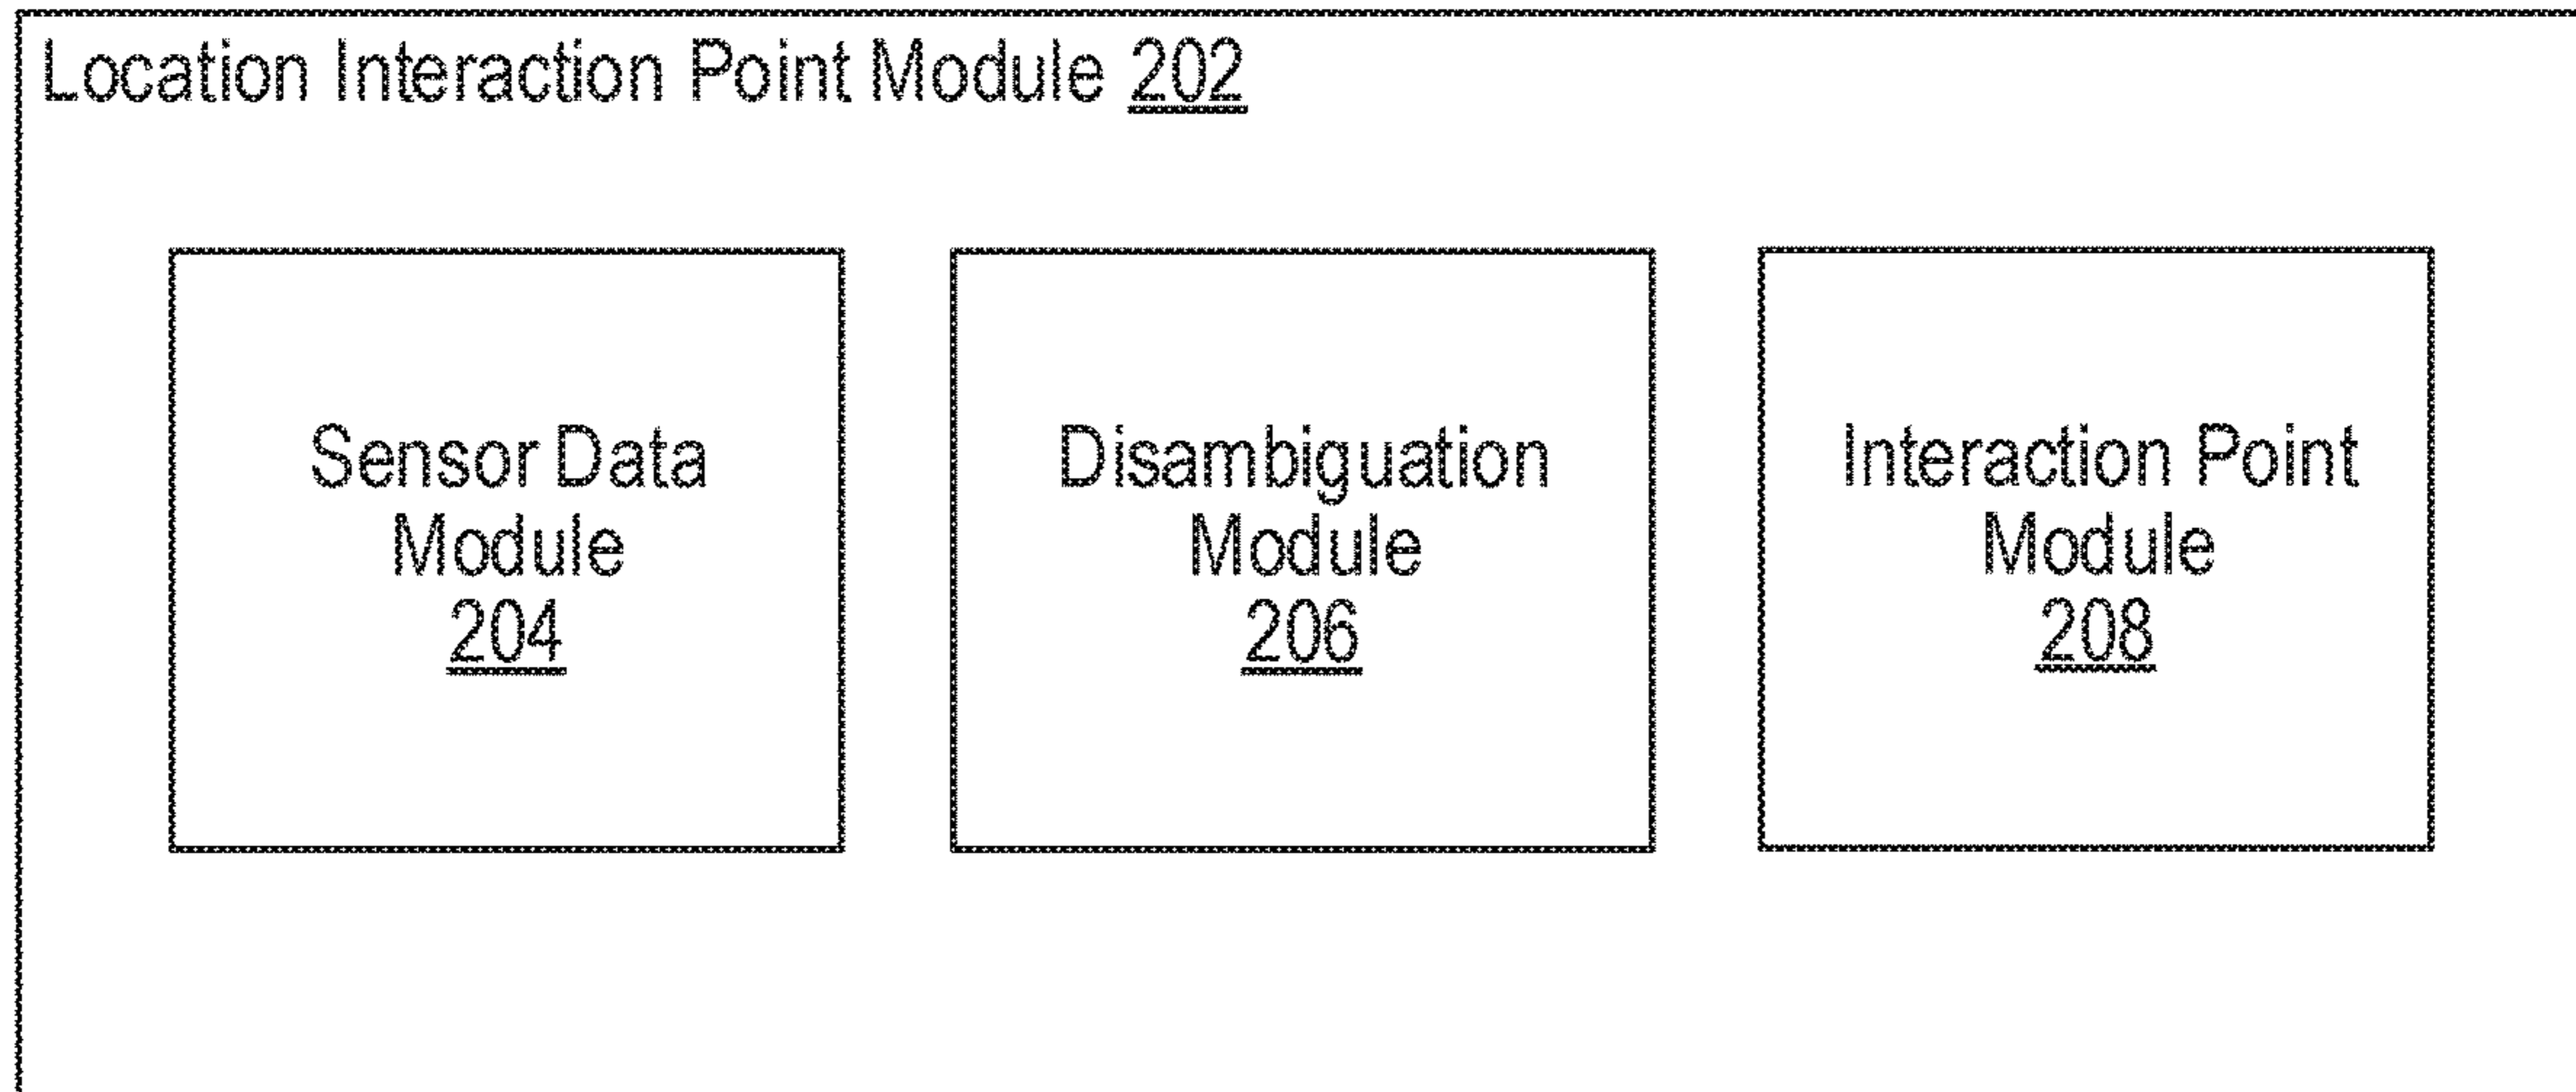 Location Interaction Point Module 202
Sensor Data
Module
204
Disambiguation
Module
206
Interaction Point
Module
208